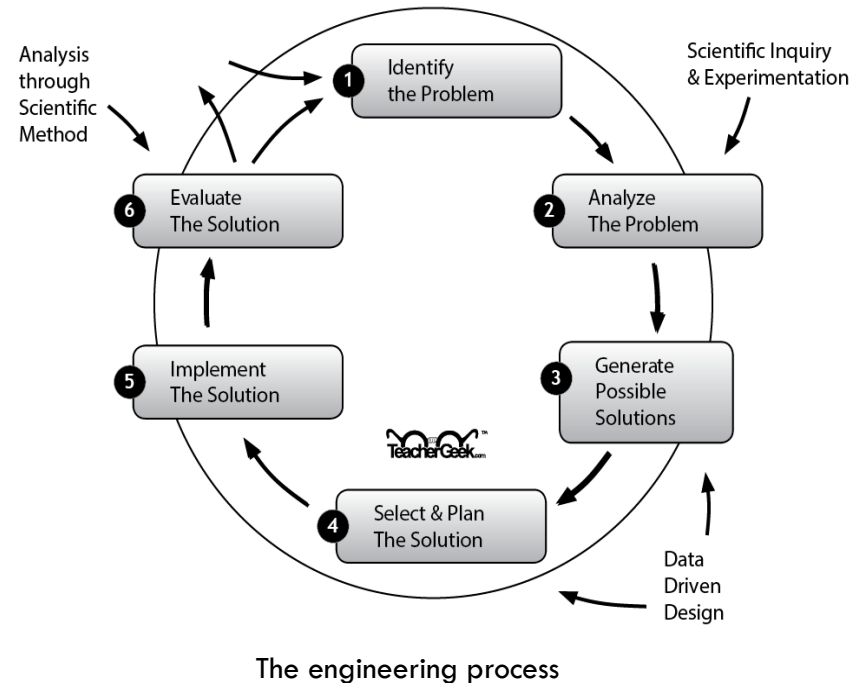 Analysis
through
Scientific
Method
1
Identify
the Problem
Scientific Inquiry
& Experimentation
2
Analyze
The Problem
3
Generate
Possible
Solutions
Data
Driven
Design
4
Select & Plan
The Solution
5
Implement
The Solution
6
Evaluate
The Solution
TeacherGeek.com™
The engineering process